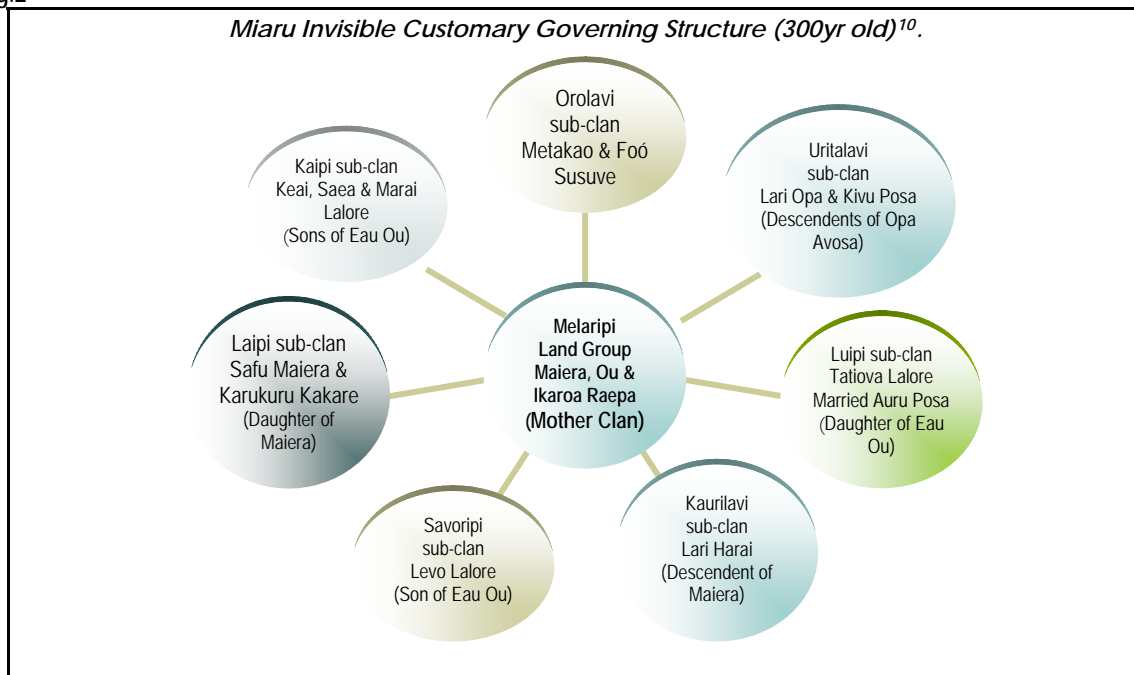 Miaru Invisible Customary Governing Structure (300yr old)¹⁰.
Orolavi
sub-clan
Metakao & Foó
Susuve
Uritalavi
sub-clan
Lari Opa & Kivu Posa
(Descendents of Opa
Avosa)
Luipi sub-clan
Tatiova Lalore
Married Auru Posa
(Daughter of Eau
Ou)
Kaurilavi
sub-clan
Lari Harai
(Descendent of
Maiera)
Savoripi
sub-clan
Levo Lalore
(Son of Eau Ou)
Laipi sub-clan
Safu Maiera &
Karukuru Kakare
(Daughter of
Maiera)
Kaipi sub-clan
Keai, Saea & Marai
Lalore
(Sons of Eau Ou)
Melaripi
Land Group
Maiera, Ou &
Ikaroa Raepa
(Mother Clan)